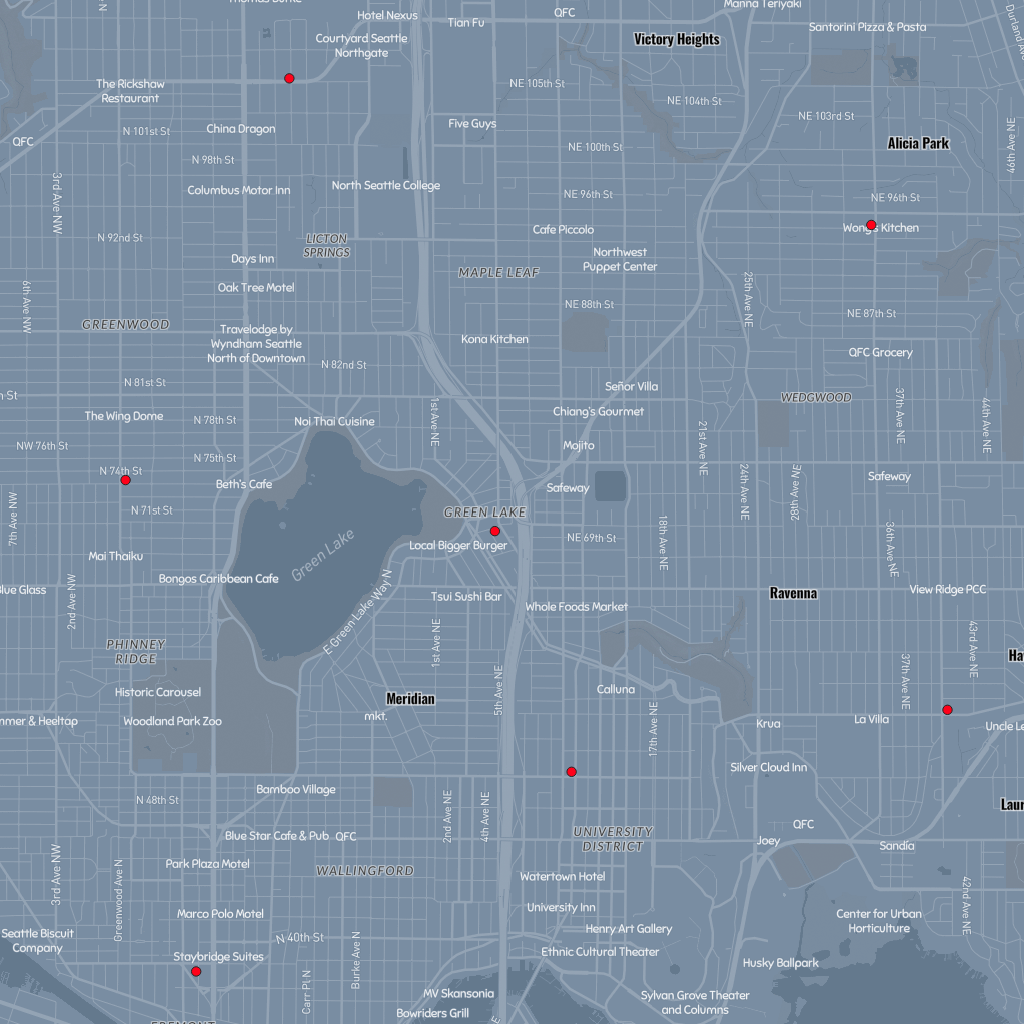 Thomas Burke
Hotel Nexus
Tian Fu
QFC
Manna Teriyaki
Santorini Pizza & Pasta
Courtyard Seattle
Northgate
Victory Heights
The Rickshaw
Restaurant
NE 105th St
NE 104th St
NE 103rd St
N 101st St
China Dragon
Five Guys
QFC
Alicia Park
46th Ave NE
N 98th St
NE 100th St
Columbus Motor Inn
North Seattle College
NE 96th St
NE 96th St
3rd Ave NW
N 92nd St
LICTON
SPRINGS
Cafe Piccolo
Wong's Kitchen
Days Inn
Northwest
Puppet Center
MAPLE LEAF
Oak Tree Motel
6th Ave NW
25th Ave NE
NE 88th St
NE 87th St
GREENWOOD
Travelodge by
Wyndham Seattle
North of Downtown
Kona Kitchen
QFC Grocery
N 82nd St
N 81st St
Señor Villa
WEDGWOOD
The Wing Dome
N 78th St
Noi Thai Cuisine
1st Ave NE
Chiang's Gourmet
37th Ave NE
44th Ave NE
NW 76th St
N 75th St
Mojito
21st Ave NE
N 74th St
Beth's Cafe
Safeway
24th Ave NE
28th Ave NE
Safeway
7th Ave NW
N 71st St
GREEN LAKE
Green Lake
Local Bigger Burger
NE 69th St
18th Ave NE
36th Ave NE
Mai Thaiku
Bongos Caribbean Cafe
Blue Glass
2nd Ave NW
E Green Lake Way N
Tsui Sushi Bar
Whole Foods Market
Ravenna
View Ridge PCC
PHINNEY
RIDGE
1st Ave NE
43rd Ave NE
Historic Carousel
Meridian
5th Ave NE
Calluna
37th Ave NE
Woodland Park Zoo
mkt.
17th Ave NE
Krua
La Villa
Silver Cloud Inn
N 48th St
Bamboo Village
2nd Ave NE
4th Ave NE
Blue Star Cafe & Pub
QFC
UNIVERSITY
DISTRICT
QFC
Joey
Sandía
Park Plaza Motel
WALLINGFORD
3rd Ave NW
Greenwood Ave N
Watertown Hotel
42nd Ave NE
Marco Polo Motel
University Inn
Center for Urban
Horticulture
Seattle Biscuit
Company
N 40th St
Burke Ave N
Henry Art Gallery
Ethnic Cultural Theater
Staybridge Suites
Husky Ballpark
Carr Pl N
MV Skansonia
Bowriders Grill
Sylvan Grove Theater
and Columns
FREMONT